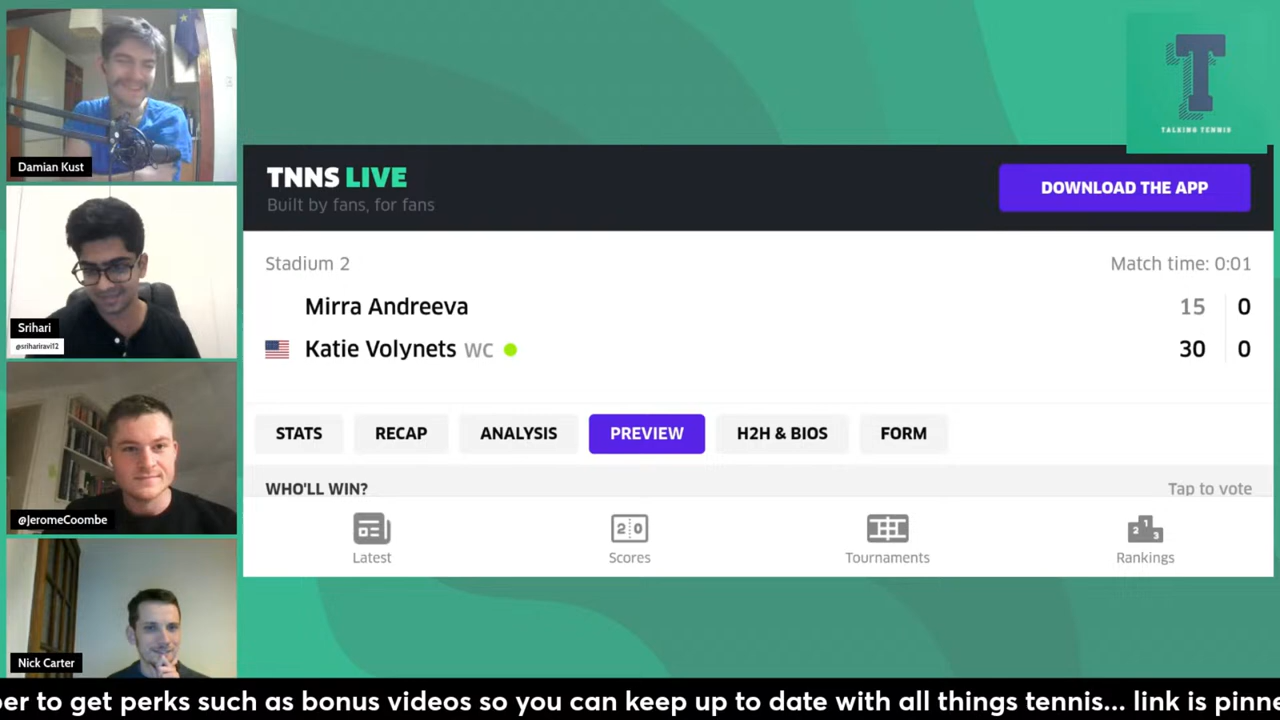 Damian Kust
Srihari
@srihariravi12
@JeromeCoombe
Nick Carter
T
TALKING TENNIS
TNNS LIVE
Built by fans, for fans
DOWNLOAD THE APP
Stadium 2
Match time: 0:01
Mirra Andreeva 15 0
Katie Volynets WC 30 0
STATS RECAP ANALYSIS PREVIEW H2H & BIOS FORM
WHO'LL WIN? Tap to vote
2 0
1 2 3
Latest Scores Tournaments Rankings
to get perks such as bonus videos so you can keep up to date with all things tennis... link is